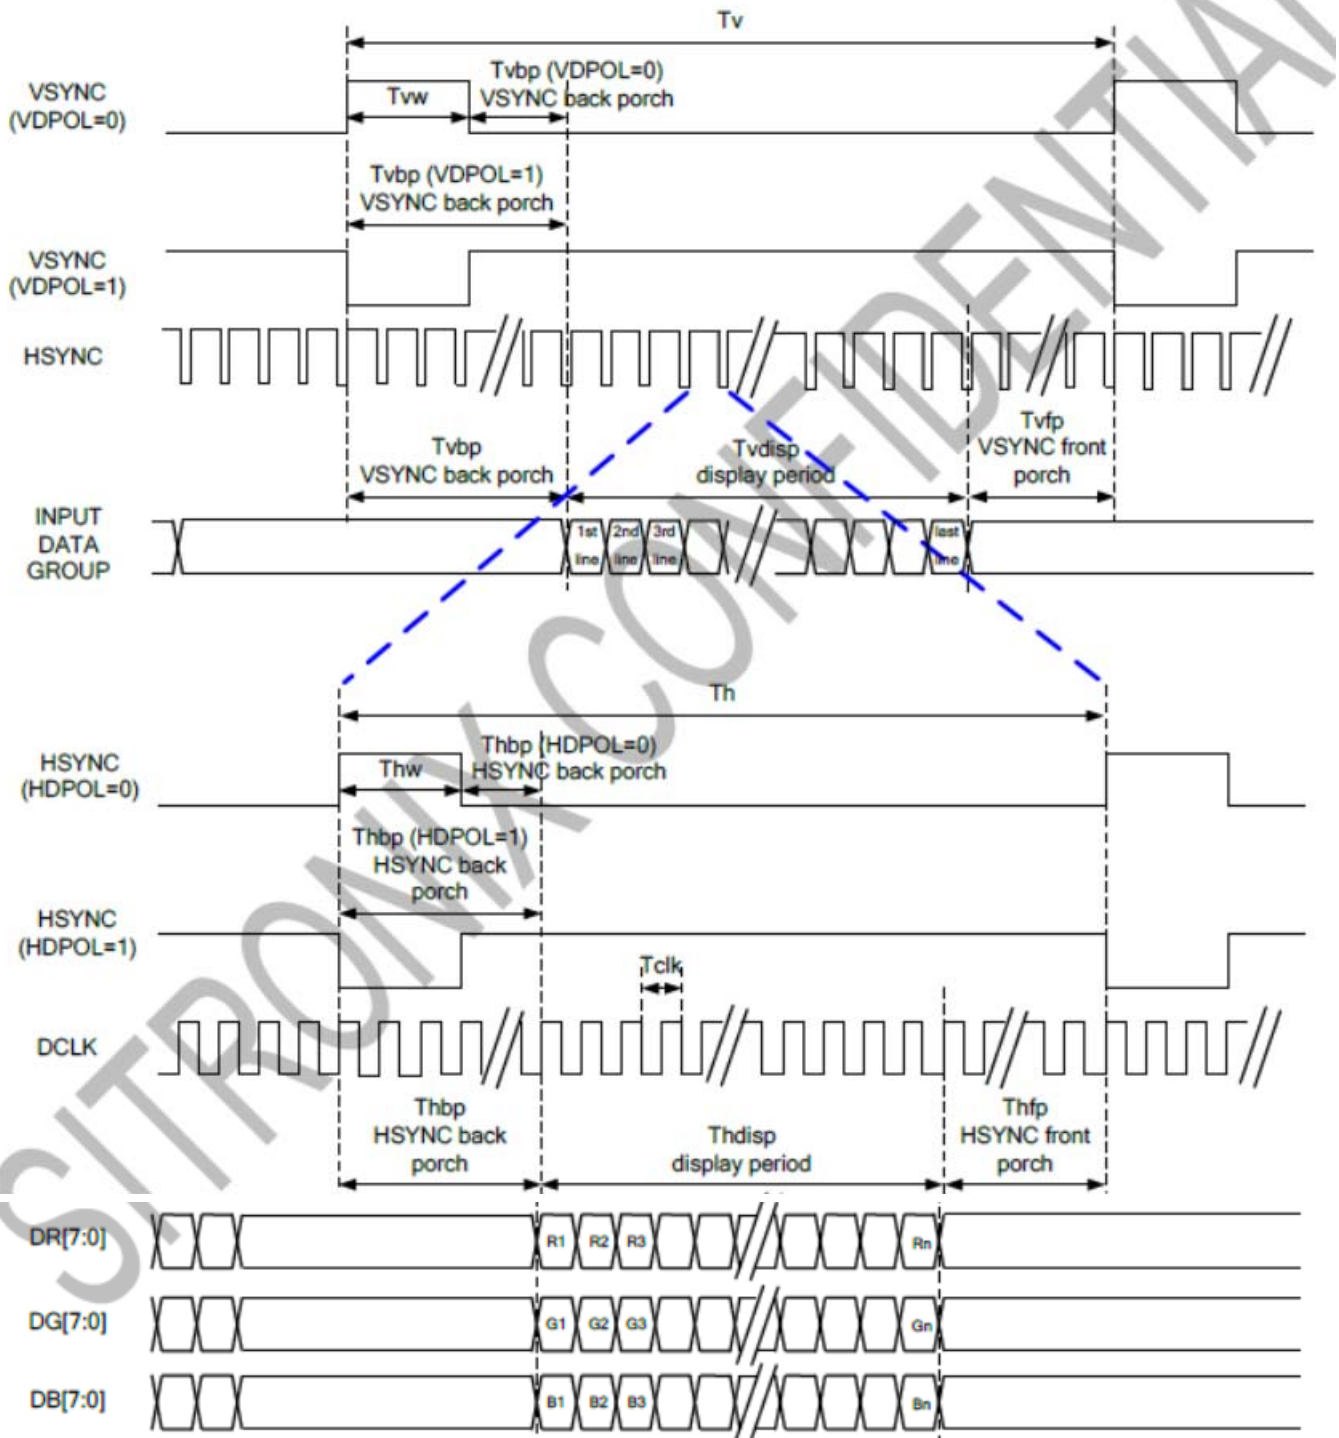 Tv
VSYNC
(VDPOL=0)
Tvw
Tvbp (VDPOL=0)
VSYNC back porch
Tvbp (VDPOL=1)
VSYNC back porch
VSYNC
(VDPOL=1)
HSYNC
Tvbp
VSYNC back porch
Tvdisp
display period
Tvfp
VSYNC front
porch
INPUT
DATA
GROUP
1st
line
2nd
line
3rd
line
last
line
Th
HSYNC
(HDPOL=0)
Thw
Thbp (HDPOL=0)
HSYNC back porch
Thbp (HDPOL=1)
HSYNC back
porch
HSYNC
(HDPOL=1)
Tclk
DCLK
Thbp
HSYNC back
porch
Thdisp
display period
Thfp
HSYNC front
porch
DR[7:0]
R1 R2 R3 Rn
DG[7:0]
G1 G2 G3 Gn
DB[7:0]
B1 B2 B3 Bn
SITRONIX CONFIDENTIAL